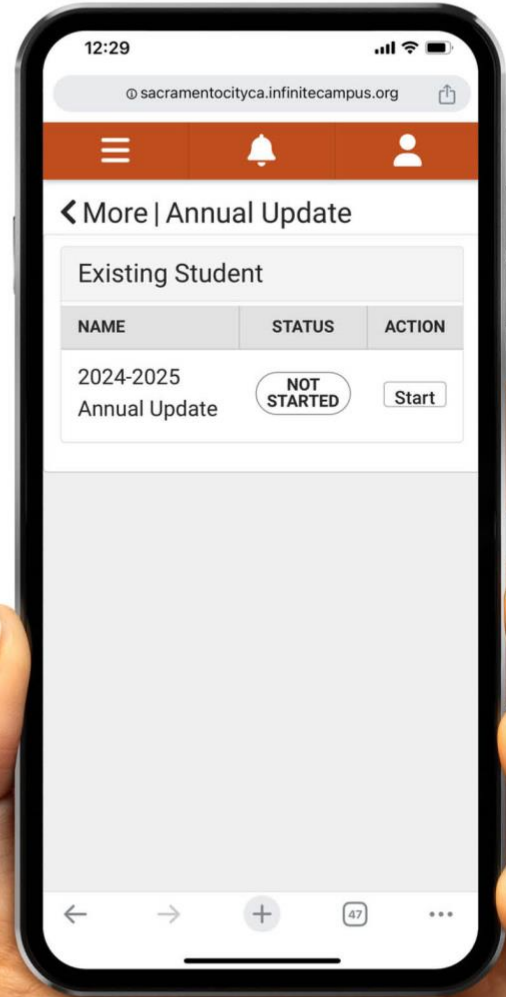 12:29
sacramentocityca.infinitecampus.org
More | Annual Update
Existing Student
NAME STATUS ACTION
2024-2025
Annual Update
NOT
STARTED
Start
47